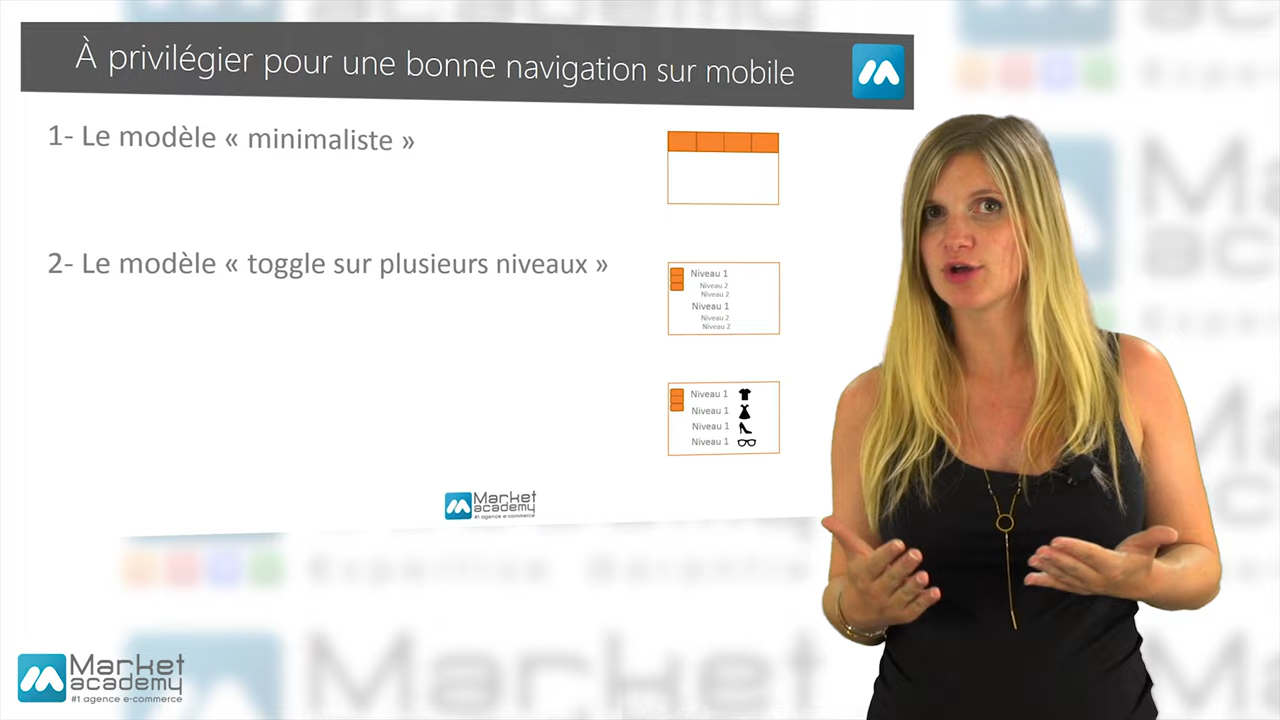 À privilégier pour une bonne navigation sur mobile
1- Le modèle « minimaliste »
2- Le modèle « toggle sur plusieurs niveaux »
Niveau 1
Niveau 2
Niveau 2
Niveau 1
Niveau 2
Niveau 2
Niveau 1
Niveau 1
Niveau 1
Niveau 1
Market
academy
#1 agence e-commerce
Market
academy
#1 agence e-commerce